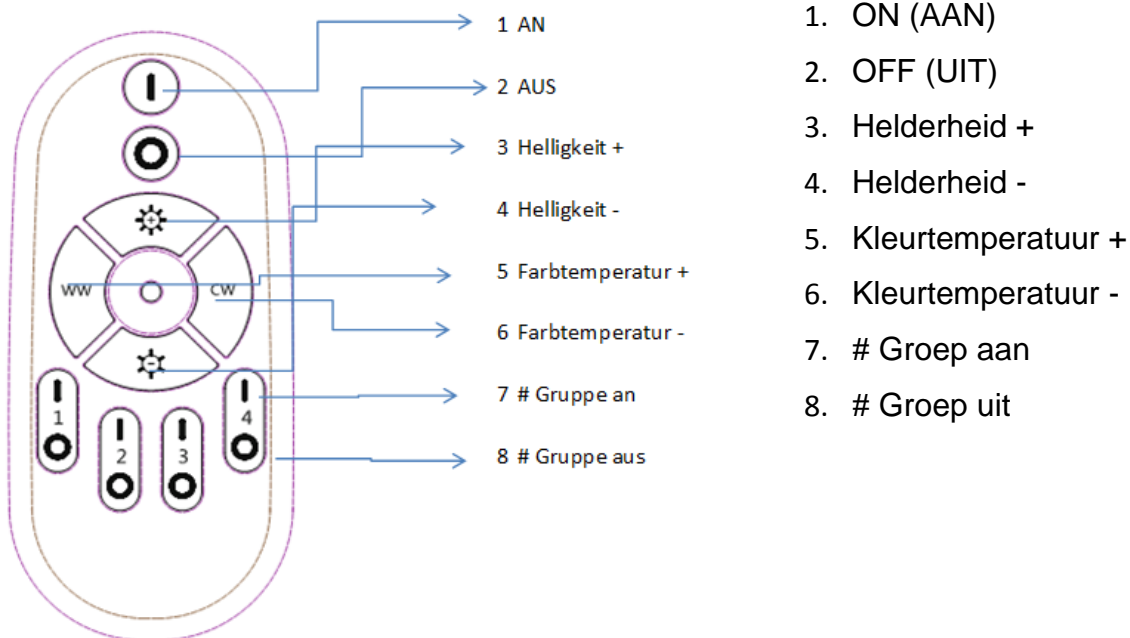 1 AN
2 AUS
3 Helligkeit +
4 Helligkeit -
5 Farbtemperatur +
6 Farbtemperatur -
7 # Gruppe an
8 # Gruppe aus
WW
CW
1
2
3
4
1. ON (AAN)
2. OFF (UIT)
3. Helderheid +
4. Helderheid -
5. Kleurtemperatuur +
6. Kleurtemperatuur -
7. # Groep aan
8. # Groep uit